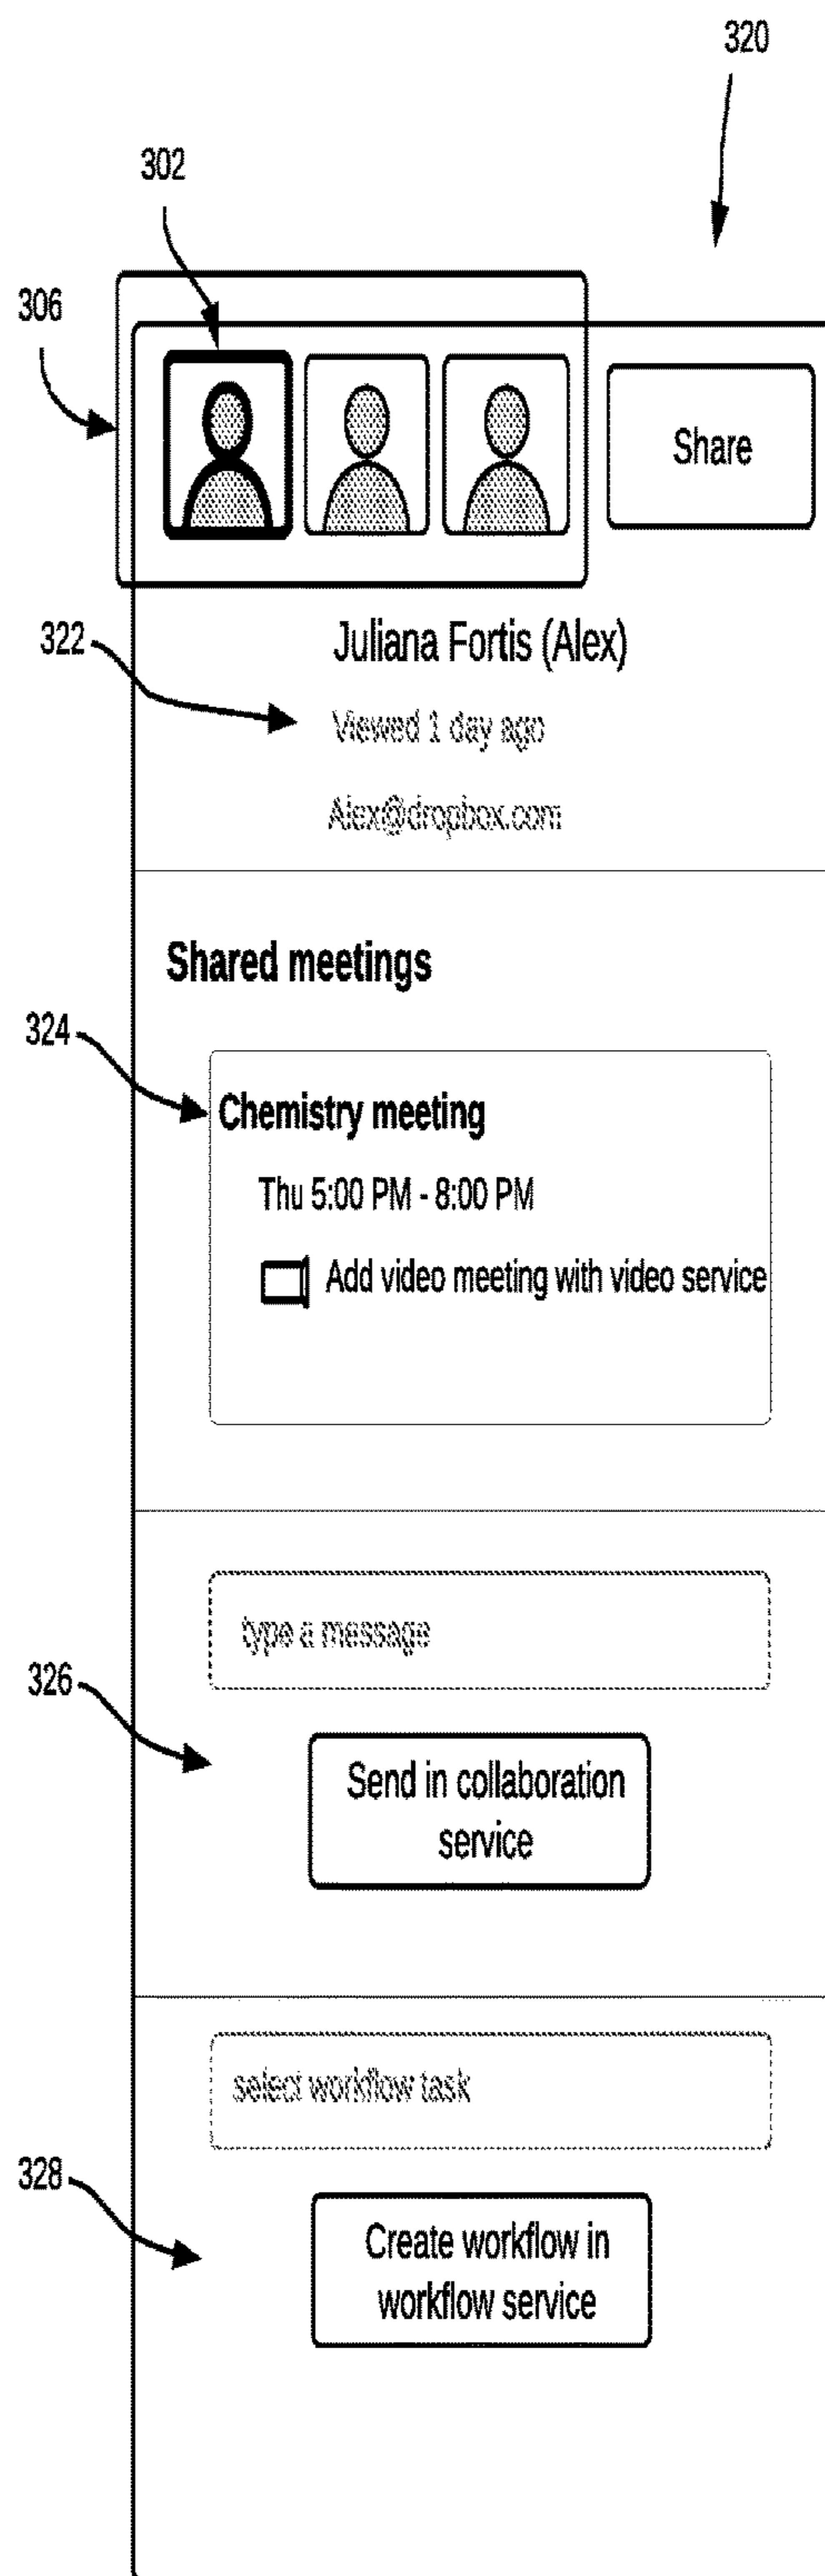 320
302
306
Share
322
Juliana Fortis (Alex)
Viewed 1 day ago
Alex@dropbox.com
Shared meetings
324
Chemistry meeting
Thu 5:00 PM - 8:00 PM
Add video meeting with video service
type a message
326
Send in collaboration
service
select workflow task
328
Create workflow in
workflow service